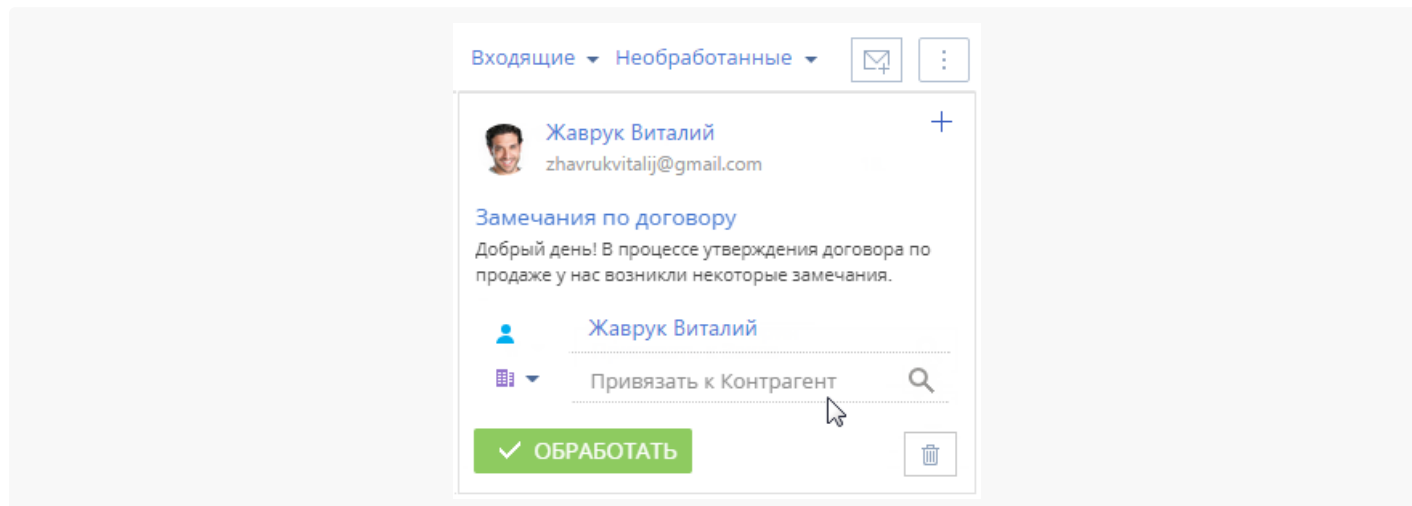 Входящие Необработанные
Жаврук Виталий
zhavrukvitalij@gmail.com
Замечания по договору
Добрый день! В процессе утверждения договора по
продаже у нас возникли некоторые замечания.
Жаврук Виталий
Привязать к Контрагент
ОБРАБОТАТЬ